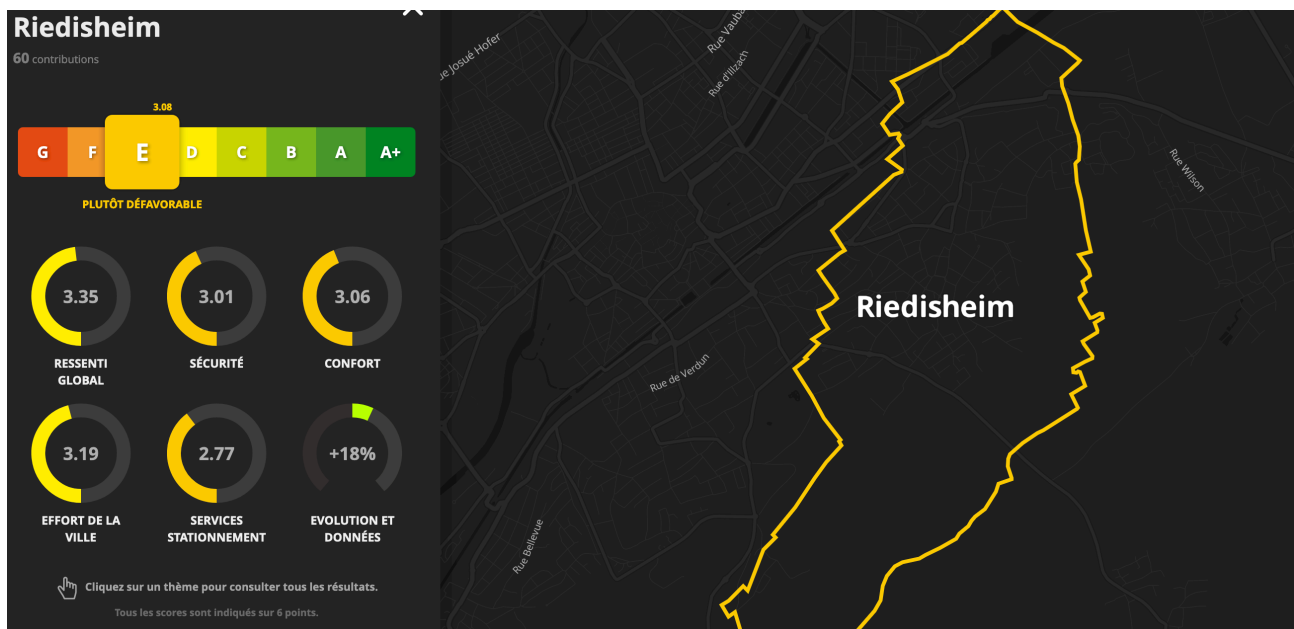 Riedisheim
60 contributions
3.08
G F E D C B A A+
PLUTÔT DÉFAVORABLE
3.35 3.01 3.06
RESSENTI GLOBAL
SÉCURITÉ
CONFORT
3.19 2.77 +18%
EFFORT DE LA VILLE
SERVICES STATIONNEMENT
EVOLUTION ET DONNÉES
Cliquez sur un thème pour consulter tous les résultats.
Tous les scores sont indiqués sur 6 points.
Josué Hofer
Rue d'Illzach
Rue Wilson
Riedisheim
Rue de Verdun
Rue Bellevue